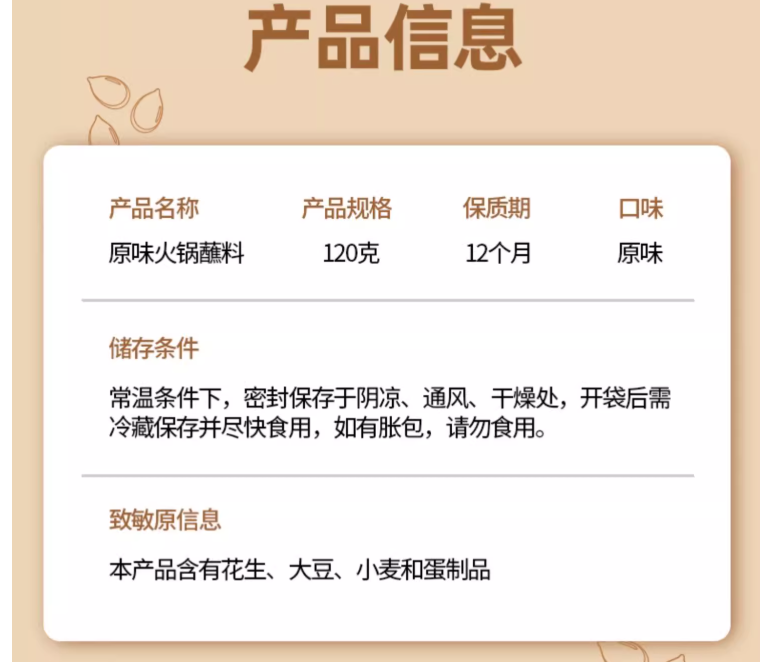 产品信息
产品名称 产品规格 保质期 口味
原味火锅蘸料 120克 12个月 原味
储存条件
常温条件下，密封保存于阴凉、通风、干燥处，开袋后需
冷藏保存并尽快食用，如有胀包，请勿食用。
致敏原信息
本产品含有花生、大豆、小麦和蛋制品